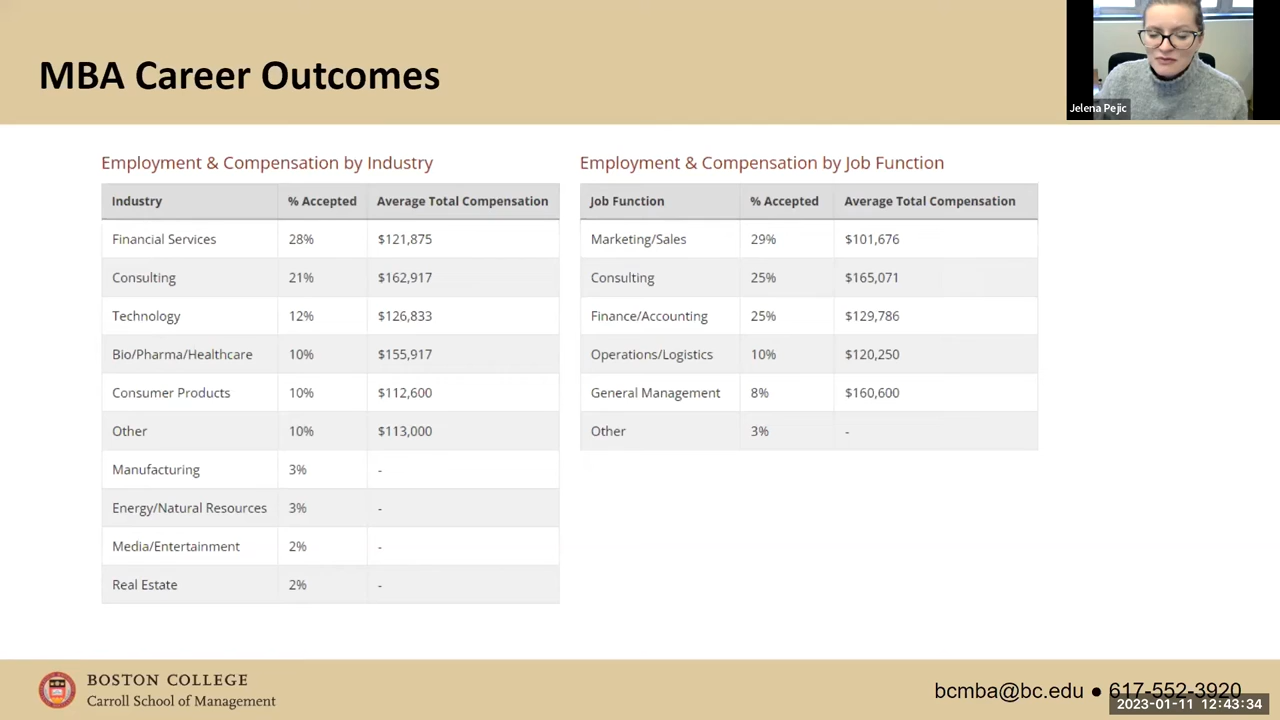 MBA Career Outcomes
Jelena Pejic
Employment & Compensation by Industry
Industry % Accepted Average Total Compensation
Financial Services 28% $121,875
Consulting 21% $162,917
Technology 12% $126,833
Bio/Pharma/Healthcare 10% $155,917
Consumer Products 10% $112,600
Other 10% $113,000
Manufacturing 3% -
Energy/Natural Resources 3% -
Media/Entertainment 2% -
Real Estate 2% -
Employment & Compensation by Job Function
Job Function % Accepted Average Total Compensation
Marketing/Sales 29% $101,676
Consulting 25% $165,071
Finance/Accounting 25% $129,786
Operations/Logistics 10% $120,250
General Management 8% $160,600
Other 3% -
BOSTON COLLEGE
Carroll School of Management
bcmba@bc.edu ● 617-552-3920
2023-01-11 12:43:34